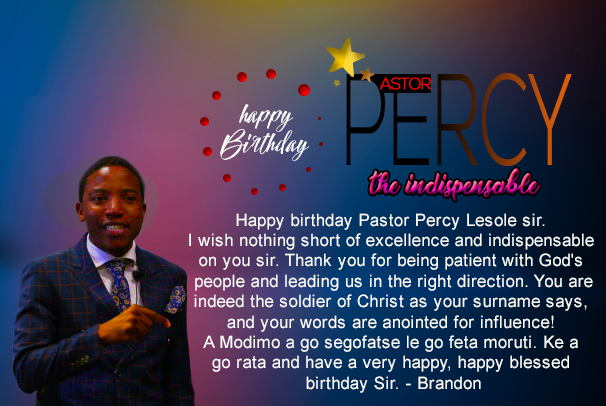 happy
Birthday
PASTOR
PERCY
the indispensable
Happy birthday Pastor Percy Lesole sir.
I wish nothing short of excellence and indispensable
on you sir. Thank you for being patient with God's
people and leading us in the right direction. You are
indeed the soldier of Christ as your surname says,
and your words are anointed for influence!
A Modimo a go segofatse le go feta moruti. Ke a
go rata and have a very happy, happy blessed
birthday Sir. - Brandon